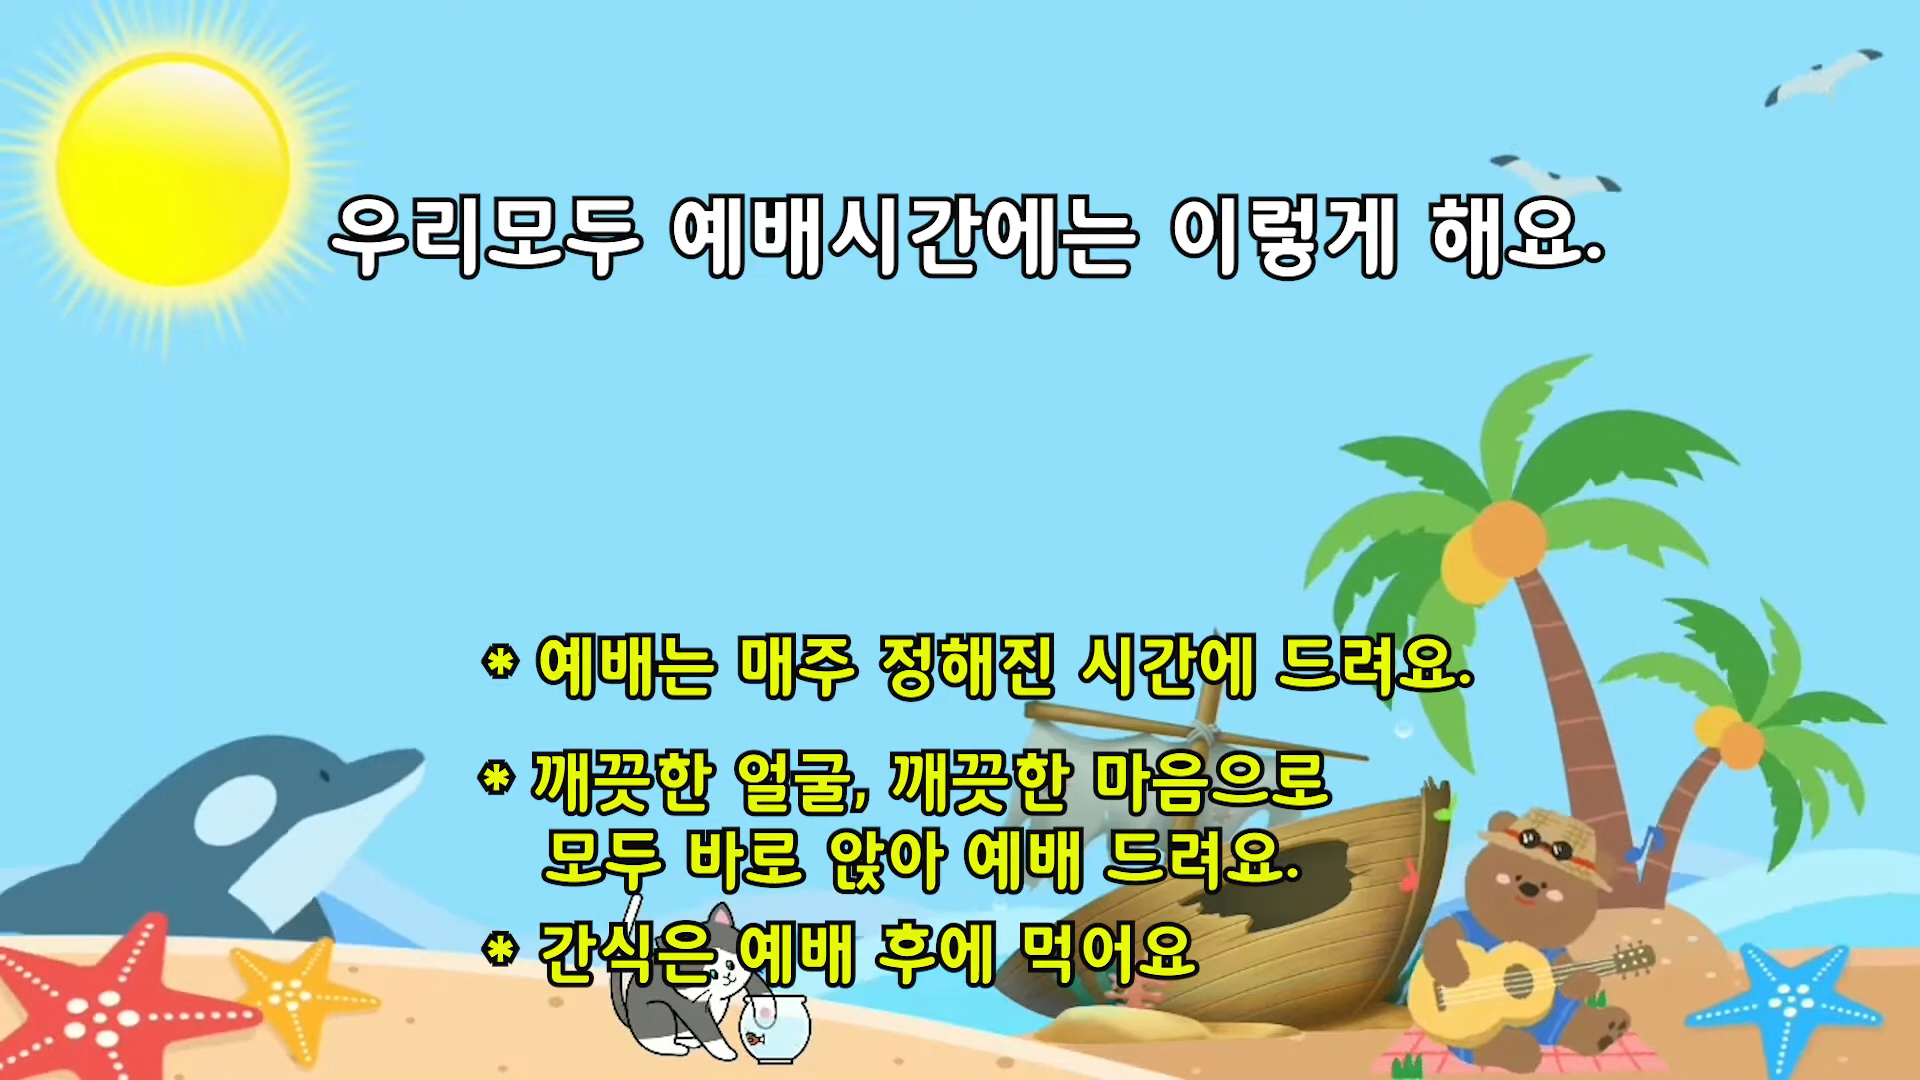 우리모두 예배시간에는 이렇게 해요.
* 예배는 매주 정해진 시간에 드려요.
* 깨끗한 얼굴, 깨끗한 마음으로
모두 바로 앉아 예배 드려요.
* 간식은 예배 후에 먹어요